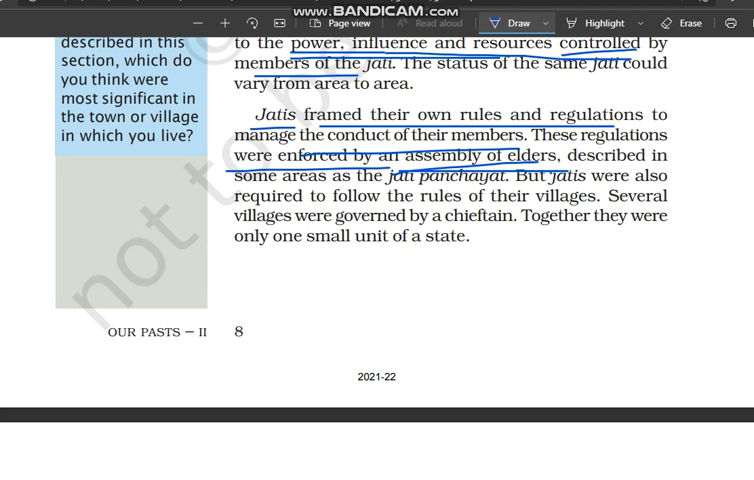 www.BANDICAM.com
Page view
Read aloud
Draw
Highlight
Erase
described in this
section, which do
you think were
most significant in
the town or village
in which you live?
to the power, influence and resources controlled by
members of the jati. The status of the same jati could
vary from area to area.
Jatis framed their own rules and regulations to
manage the conduct of their members. These regulations
were enforced by an assembly of elders, described in
some areas as the jati panchayat. But jatis were also
required to follow the rules of their villages. Several
villages were governed by a chieftain. Together they were
only one small unit of a state.
not to be
OUR PASTS – II 8
2021-22